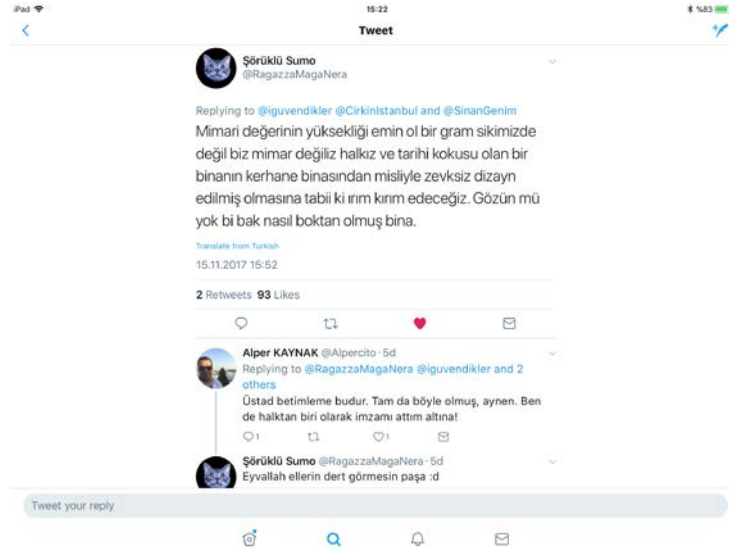 iPad 15:22 %83
Tweet
Şörüklü Sumo
@RagazzaMagaNera
Replying to @iguvendikler @CirkinIstanbul and @SinanGenim
Mimari değerinin yüksekliği emin ol bir gram sikimizde
değil biz mimar değiliz halkız ve tarihi kokusu olan bir
binanın kerhane binasından misliyle zevksiz dizayn
edilmiş olmasına tabii ki ırım kırım edeceğiz. Gözün mü
yok bi bak nasıl boktan olmuş bina.
Translate from Turkish
15.11.2017 15:52
2 Retweets 93 Likes
Alper KAYNAK @Alpercito · 5d
Replying to @RagazzaMagaNera @iguvendikler and 2
others
Üstad betimleme budur. Tam da böyle olmuş, aynen. Ben
de halktan biri olarak imzamı attım altına!
1 1
Şörüklü Sumo @RagazzaMagaNera · 5d
Eyvallah ellerin dert görmesin paşa :d
Tweet your reply